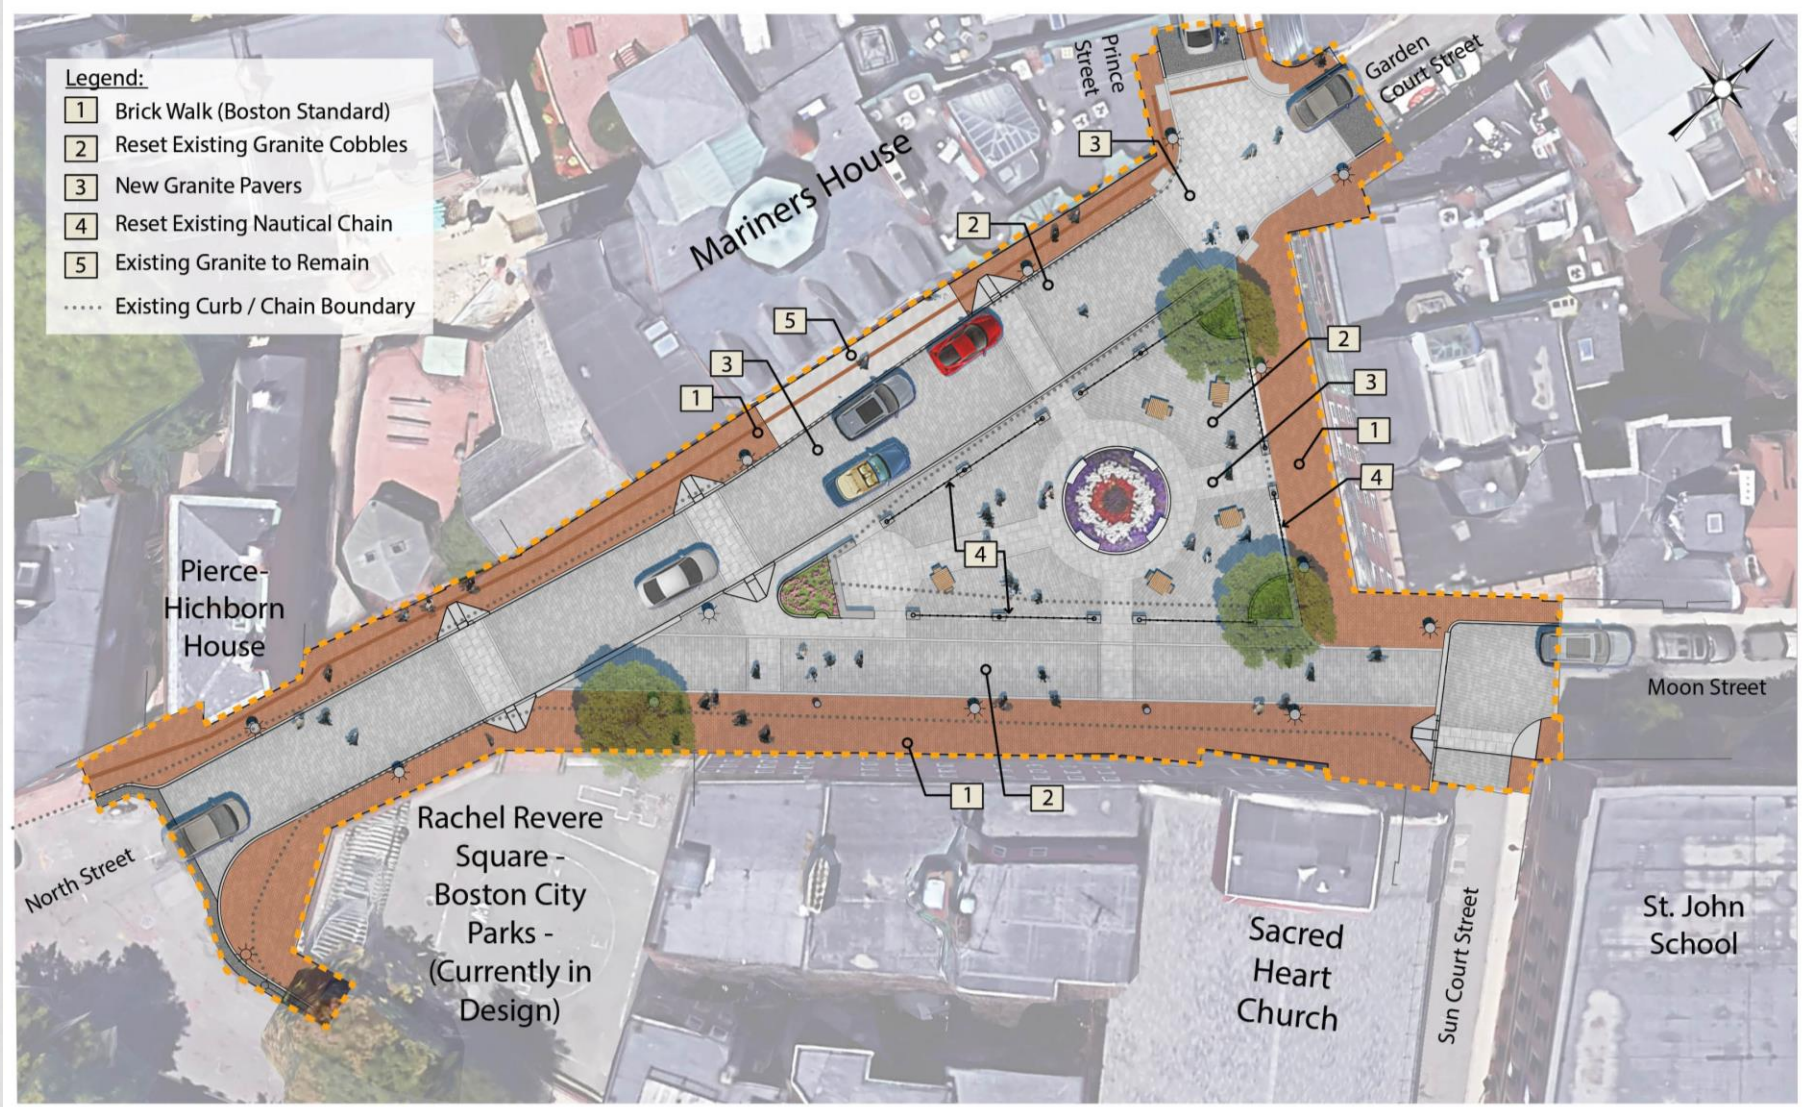 Legend:
1 Brick Walk (Boston Standard)
2 Reset Existing Granite Cobbles
3 New Granite Pavers
4 Reset Existing Nautical Chain
5 Existing Granite to Remain
Existing Curb / Chain Boundary
Prince
Street
Garden
Court Street
3
Mariners House
2
5
3
1
2
3
1
4
4
Pierce-
Hichborn
House
Moon Street
1
2
North Street
Rachel Revere
Square -
Boston City
Parks -
(Currently in
Design)
Sacred
Heart
Church
Sun Court Street
St. John
School